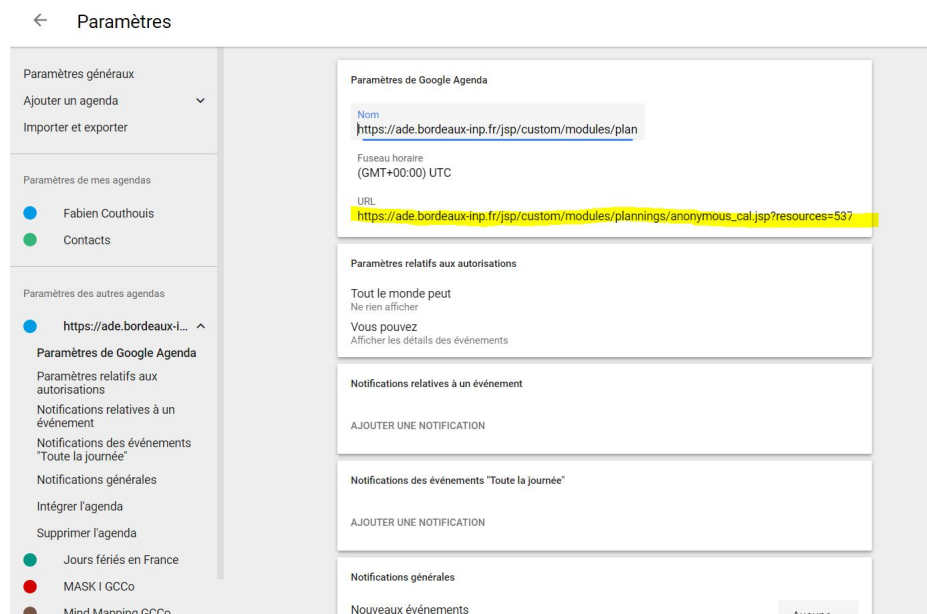 Paramètres
Paramètres généraux
Ajouter un agenda
Importer et exporter
Paramètres de mes agendas
Fabien Couthouis
Contacts
Paramètres des autres agendas
https://ade.bordeaux-i...
Paramètres de Google Agenda
Paramètres relatifs aux
autorisations
Notifications relatives à un
événement
Notifications des événements
"Toute la journée"
Notifications générales
Intégrer l'agenda
Supprimer l'agenda
Jours fériés en France
MASK I GCCo
Mind Mapping GCCo
Paramètres de Google Agenda
Nom
https://ade.bordeaux-inp.fr/jsp/custom/modules/plan
Fuseau horaire
(GMT+00:00) UTC
URL
https://ade.bordeaux-inp.fr/jsp/custom/modules/plannings/anonymous_cal.jsp?resources=537
Paramètres relatifs aux autorisations
Tout le monde peut
Ne rien afficher
Vous pouvez
Afficher les détails des événements
Notifications relatives à un événement
AJOUTER UNE NOTIFICATION
Notifications des événements "Toute la journée"
AJOUTER UNE NOTIFICATION
Notifications générales
Nouveaux événements